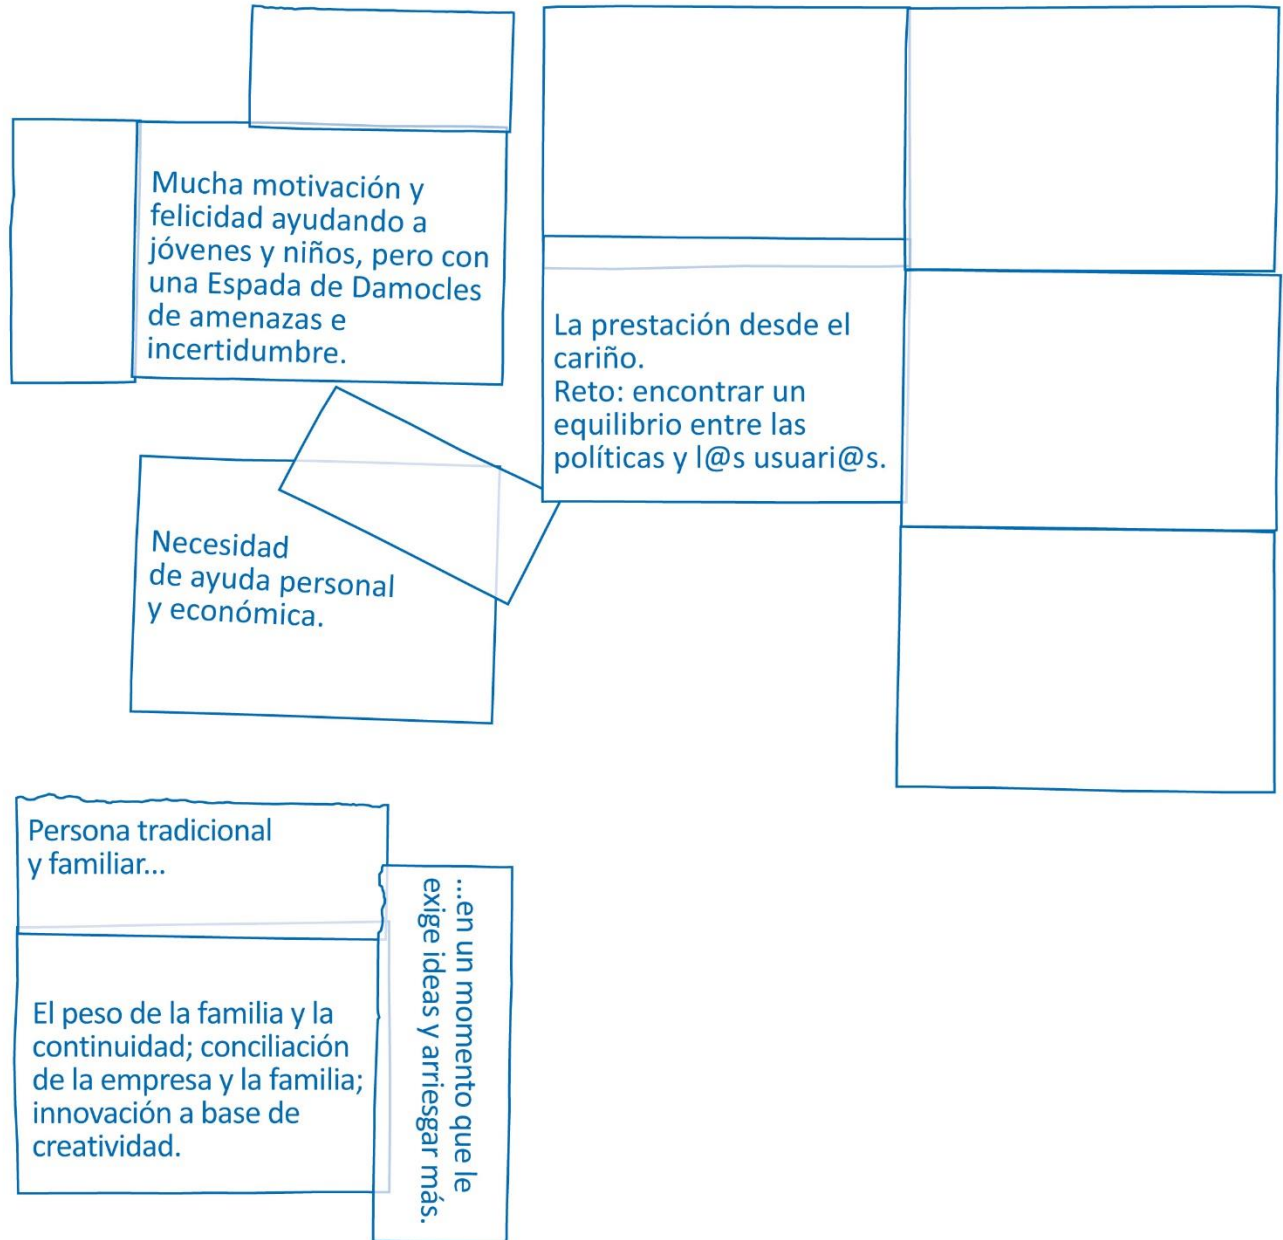 Mucha motivación y
felicidad ayudando a
jóvenes y niños, pero con
una Espada de Damocles
de amenazas e
incertidumbre.
La prestación desde el
cariño.
Reto: encontrar un
equilibrio entre las
políticas y l@s usuari@s.
Necesidad
de ayuda personal
y económica.
Persona tradicional
y familiar...
...en un momento que le
exige ideas y arriesgar más.
El peso de la familia y la
continuidad; conciliación
de la empresa y la familia;
innovación a base de
creatividad.